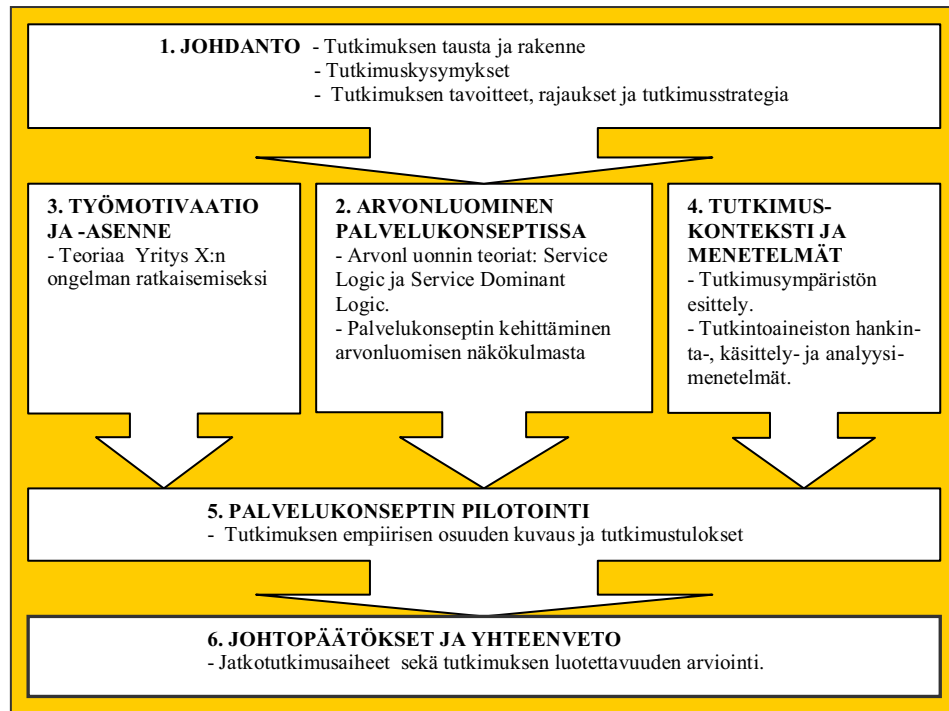 1. JOHDANTO - Tutkimuksen tausta ja rakenne
- Tutkimuskysymykset
- Tutkimuksen tavoitteet, rajaukset ja tutkimusstrategia
3. TYÖMOTIVAATIO
JA -ASENNE
- Teoriaa Yritys X:n
ongelman ratkaisemiseksi
2. ARVONLUOMINEN
PALVELUKONSEPTISSA
- Arvonl uonnin teoriat: Service
Logic ja Service Dominant
Logic.
- Palvelukonseptin kehittäminen
arvonluomisen näkökulmasta
4. TUTKIMUS-
KONTEKSTI JA
MENETELMÄT
- Tutkimusympäristön
esittely.
- Tutkintoaineiston hankin-
ta-, käsittely- ja analyysi-
menetelmät.
5. PALVELUKONSEPTIN PILOTOINTI
- Tutkimuksen empiirisen osuuden kuvaus ja tutkimustulokset
6. JOHTOPÄÄTÖKSET JA YHTEENVETO
- Jatkotutkimusaiheet sekä tutkimuksen luotettavuuden arviointi.